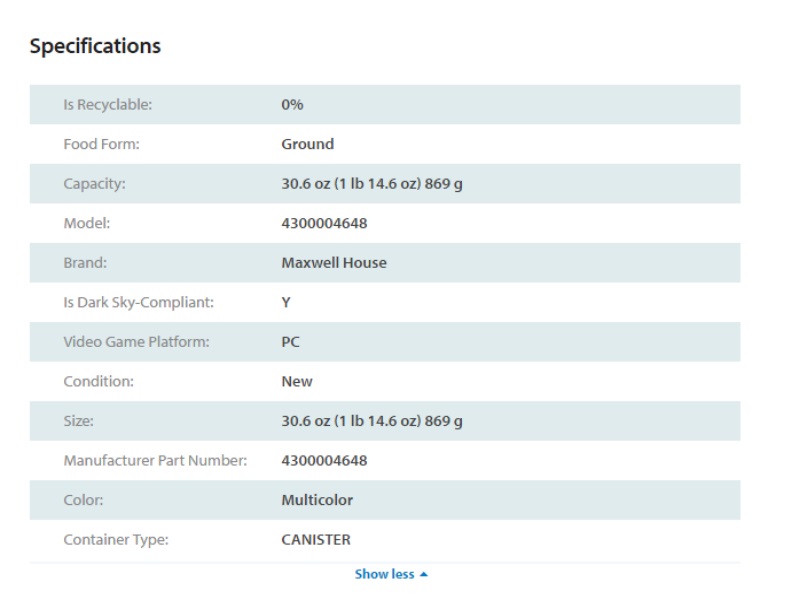 Specifications
Is Recyclable: 0%
Food Form: Ground
Capacity: 30.6 oz (1 lb 14.6 oz) 869 g
Model: 4300004648
Brand: Maxwell House
Is Dark Sky-Compliant: Y
Video Game Platform: PC
Condition: New
Size: 30.6 oz (1 lb 14.6 oz) 869 g
Manufacturer Part Number: 4300004648
Color: Multicolor
Container Type: CANISTER
Show less